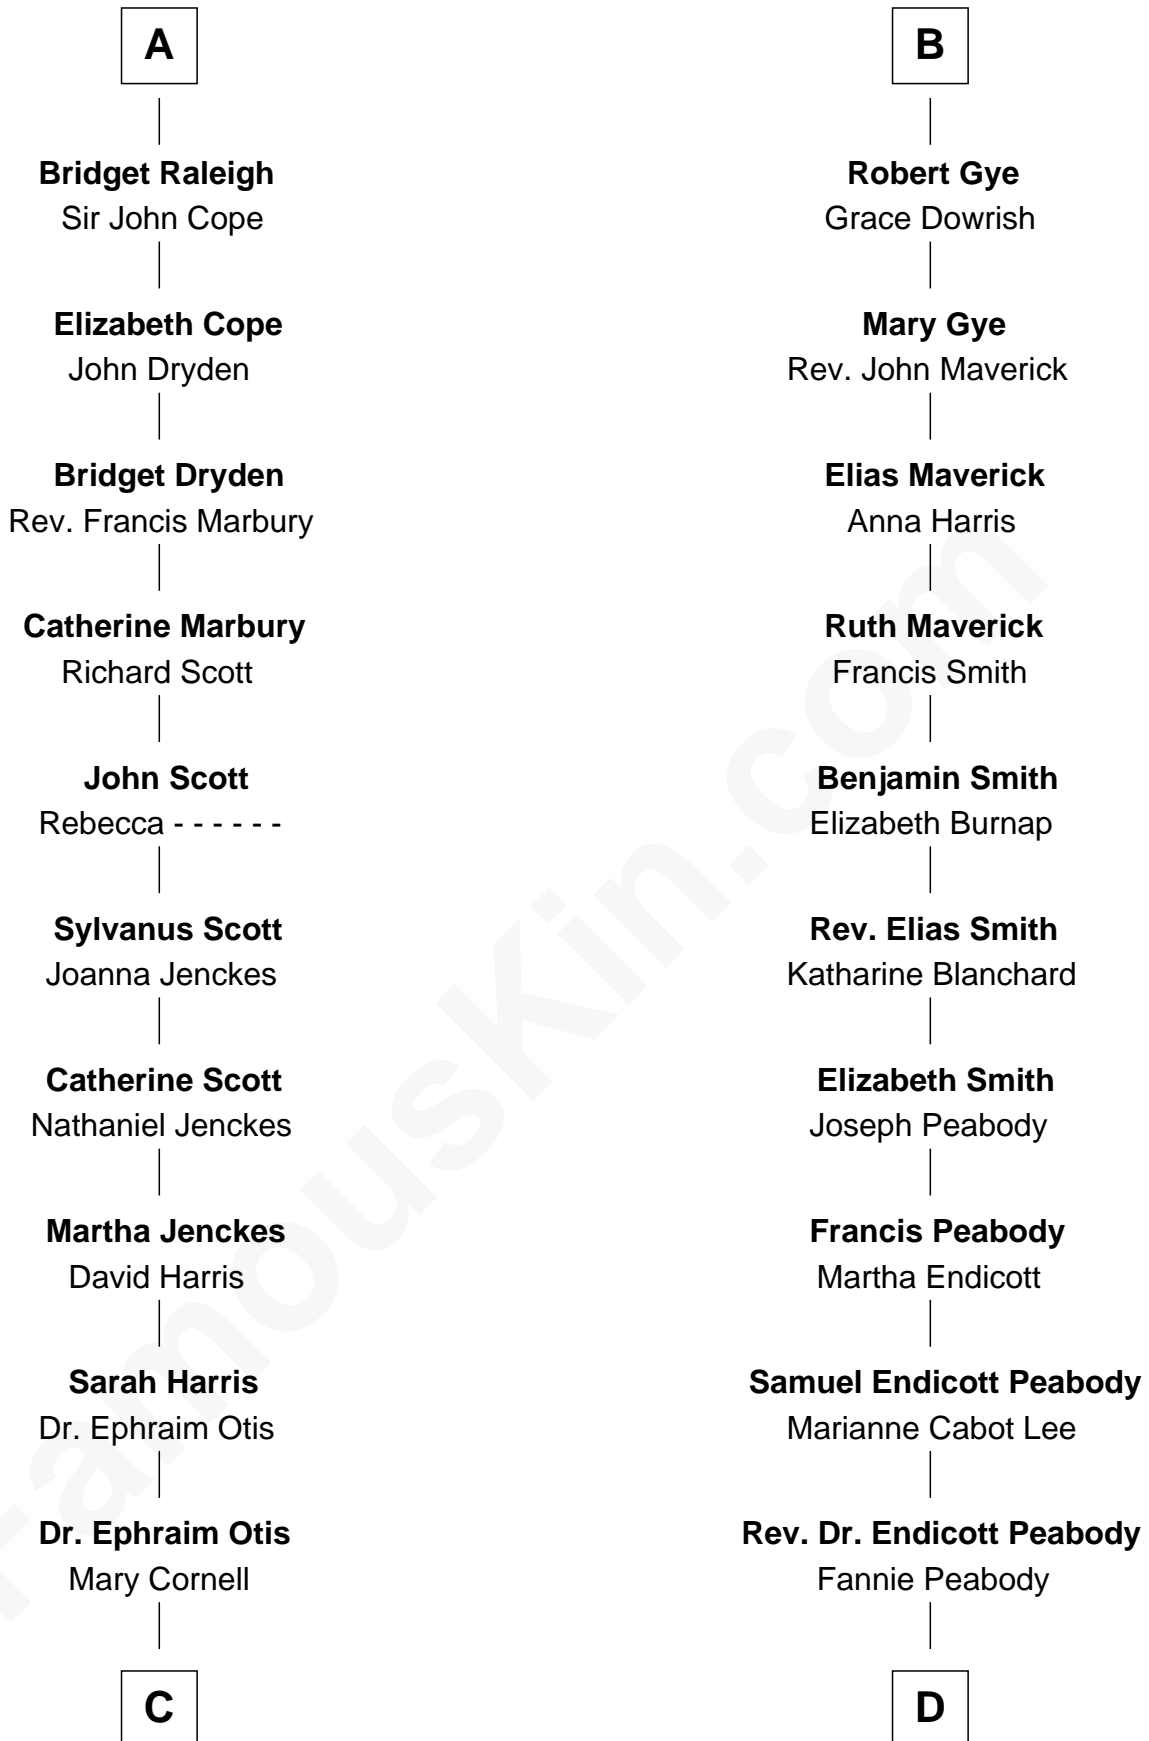 A
Bridget Raleigh
Sir John Cope
Elizabeth Cope
John Dryden
Bridget Dryden
Rev. Francis Marbury
Catherine Marbury
Richard Scott
John Scott
Rebecca - - - - - -
Sylvanus Scott
Joanna Jenckes
Catherine Scott
Nathaniel Jenckes
Martha Jenckes
David Harris
Sarah Harris
Dr. Ephraim Otis
Dr. Ephraim Otis
Mary Cornell
C
B
Robert Gye
Grace Dowrish
Mary Gye
Rev. John Maverick
Elias Maverick
Anna Harris
Ruth Maverick
Francis Smith
Benjamin Smith
Elizabeth Burnap
Rev. Elias Smith
Katharine Blanchard
Elizabeth Smith
Joseph Peabody
Francis Peabody
Martha Endicott
Samuel Endicott Peabody
Marianne Cabot Lee
Rev. Dr. Endicott Peabody
Fannie Peabody
D
FamousKin.com